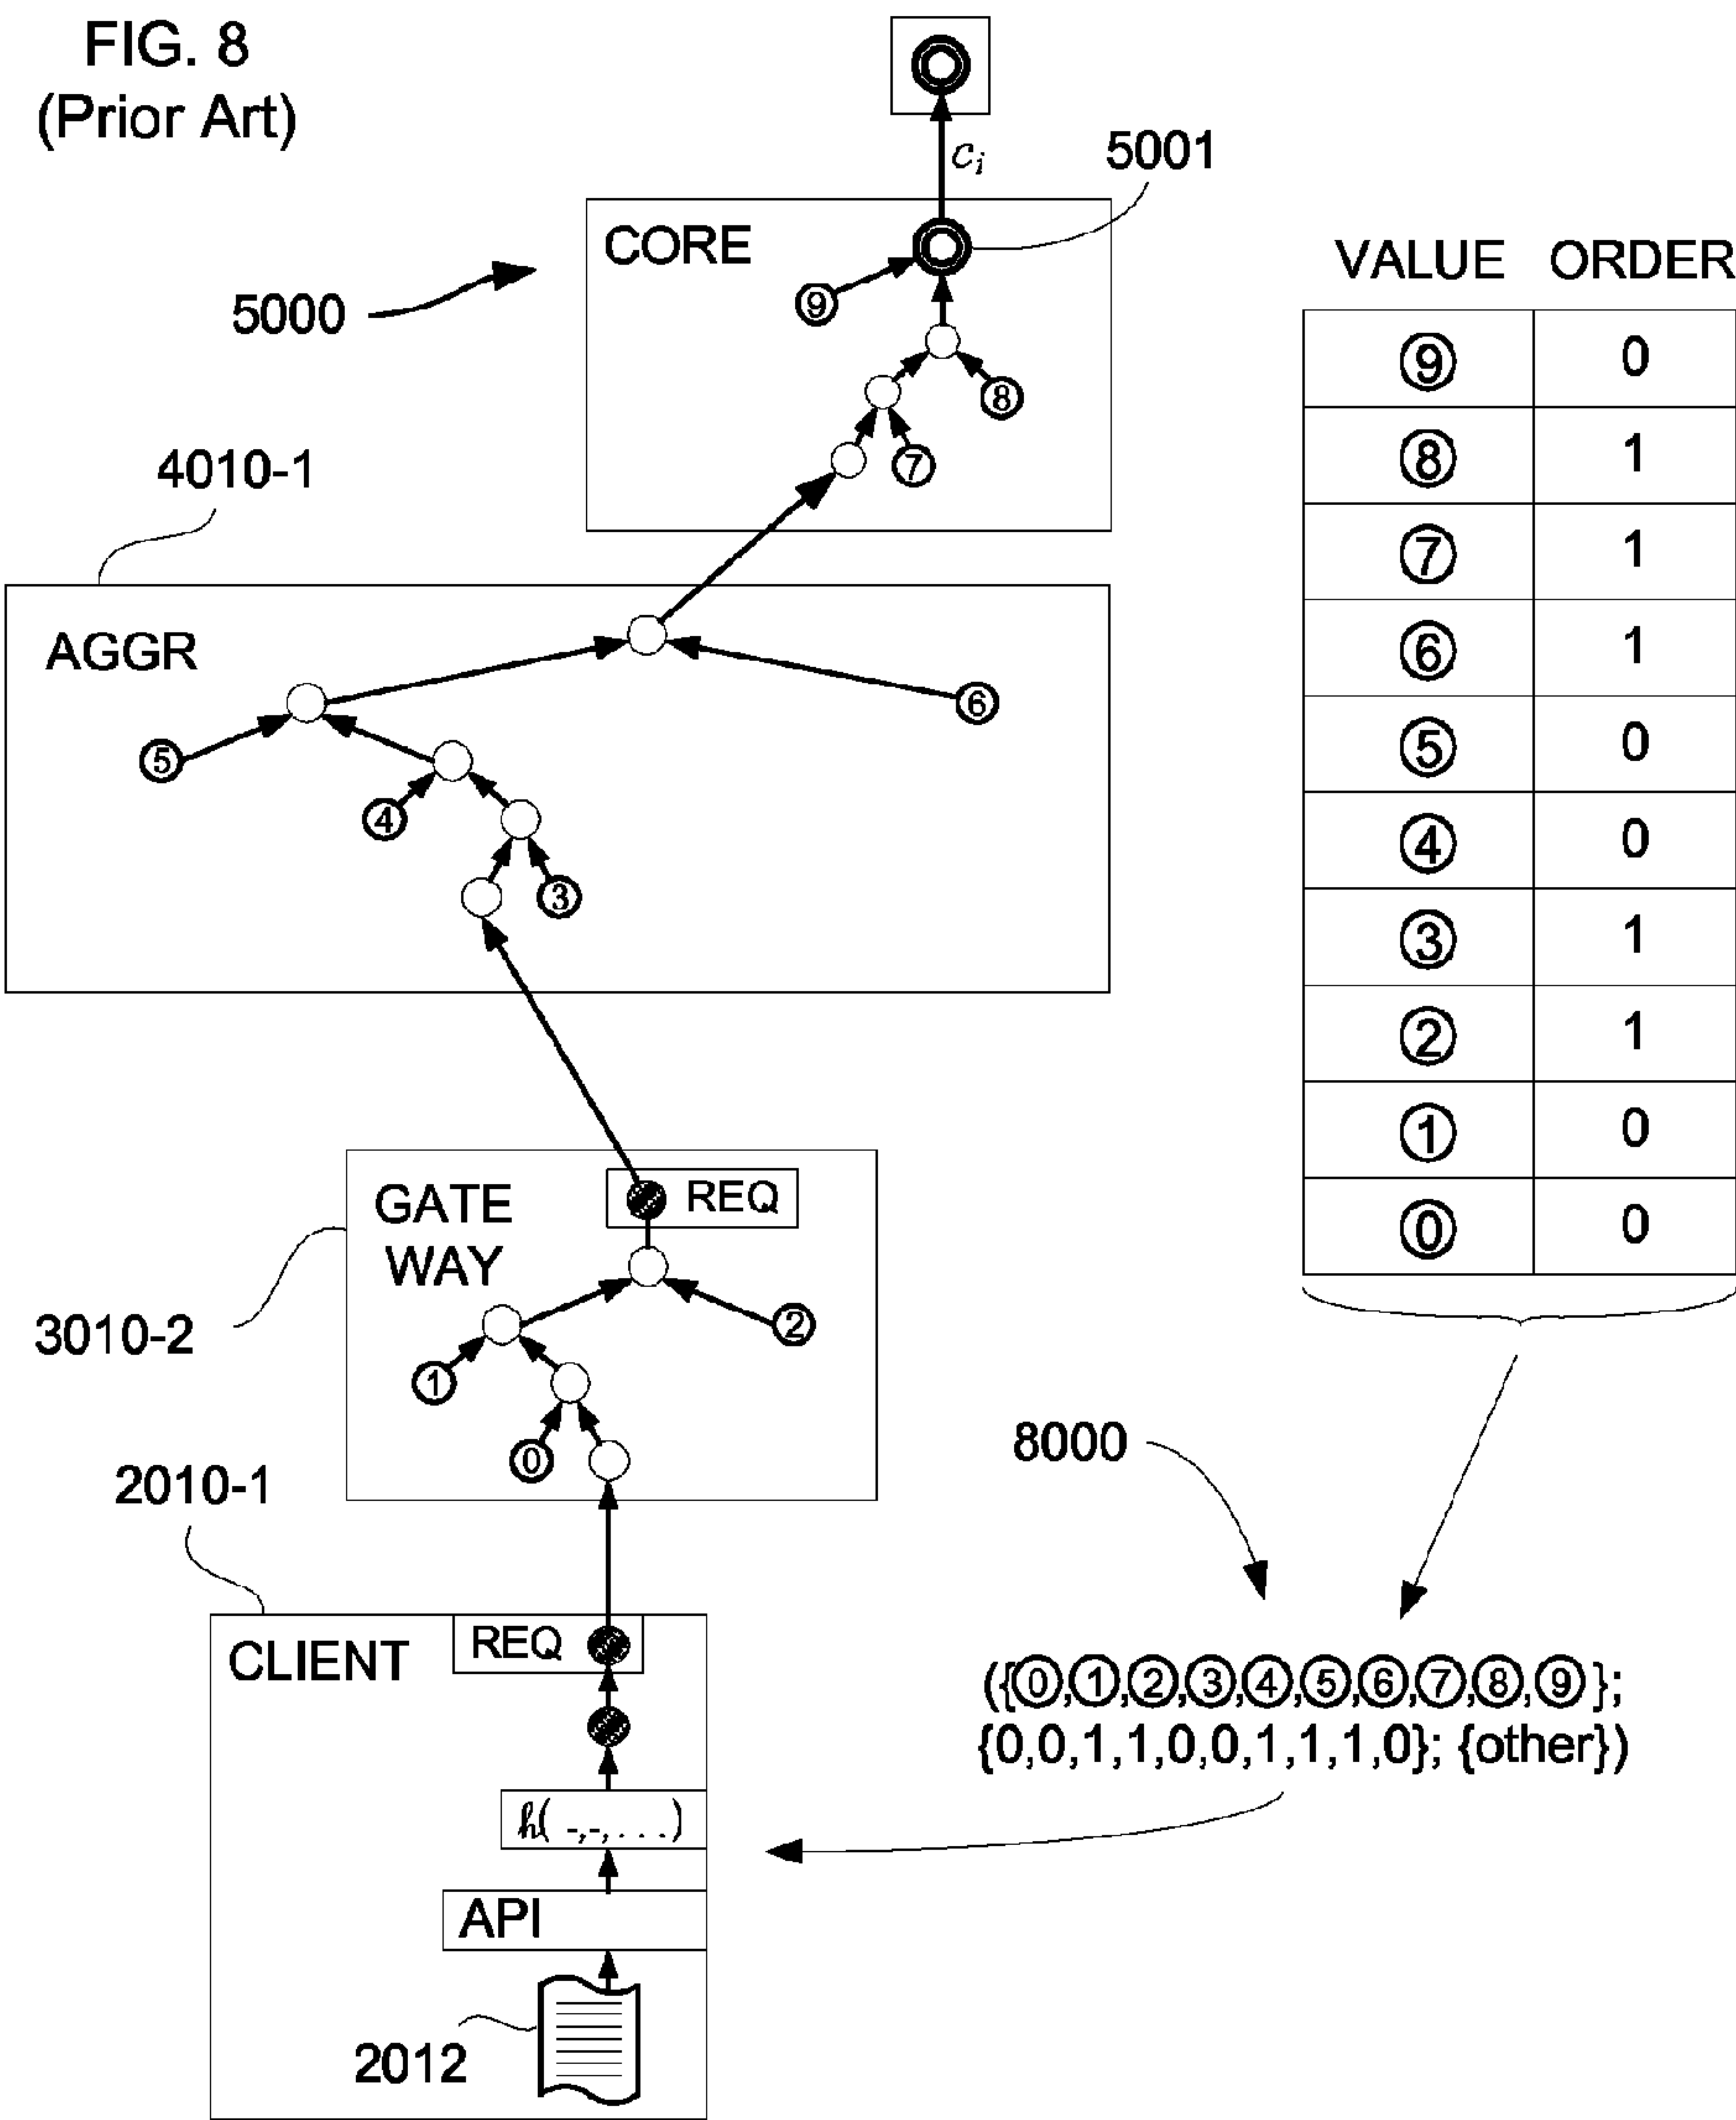 FIG. 8
(Prior Art)
c_i
5001
CORE
5000
9
8
7
4010-1
AGGR
6
5
4
3
GATE
WAY
REQ
3010-2
2
1
0
2010-1
CLIENT
REQ
h( -,-, . . .)
API
2012
VALUE ORDER
9 0
8 1
7 1
6 1
5 0
4 0
3 1
2 1
1 0
0 0
8000
({0,1,2,3,4,5,6,7,8,9};
{0,0,1,1,0,0,1,1,1,0}; {other})